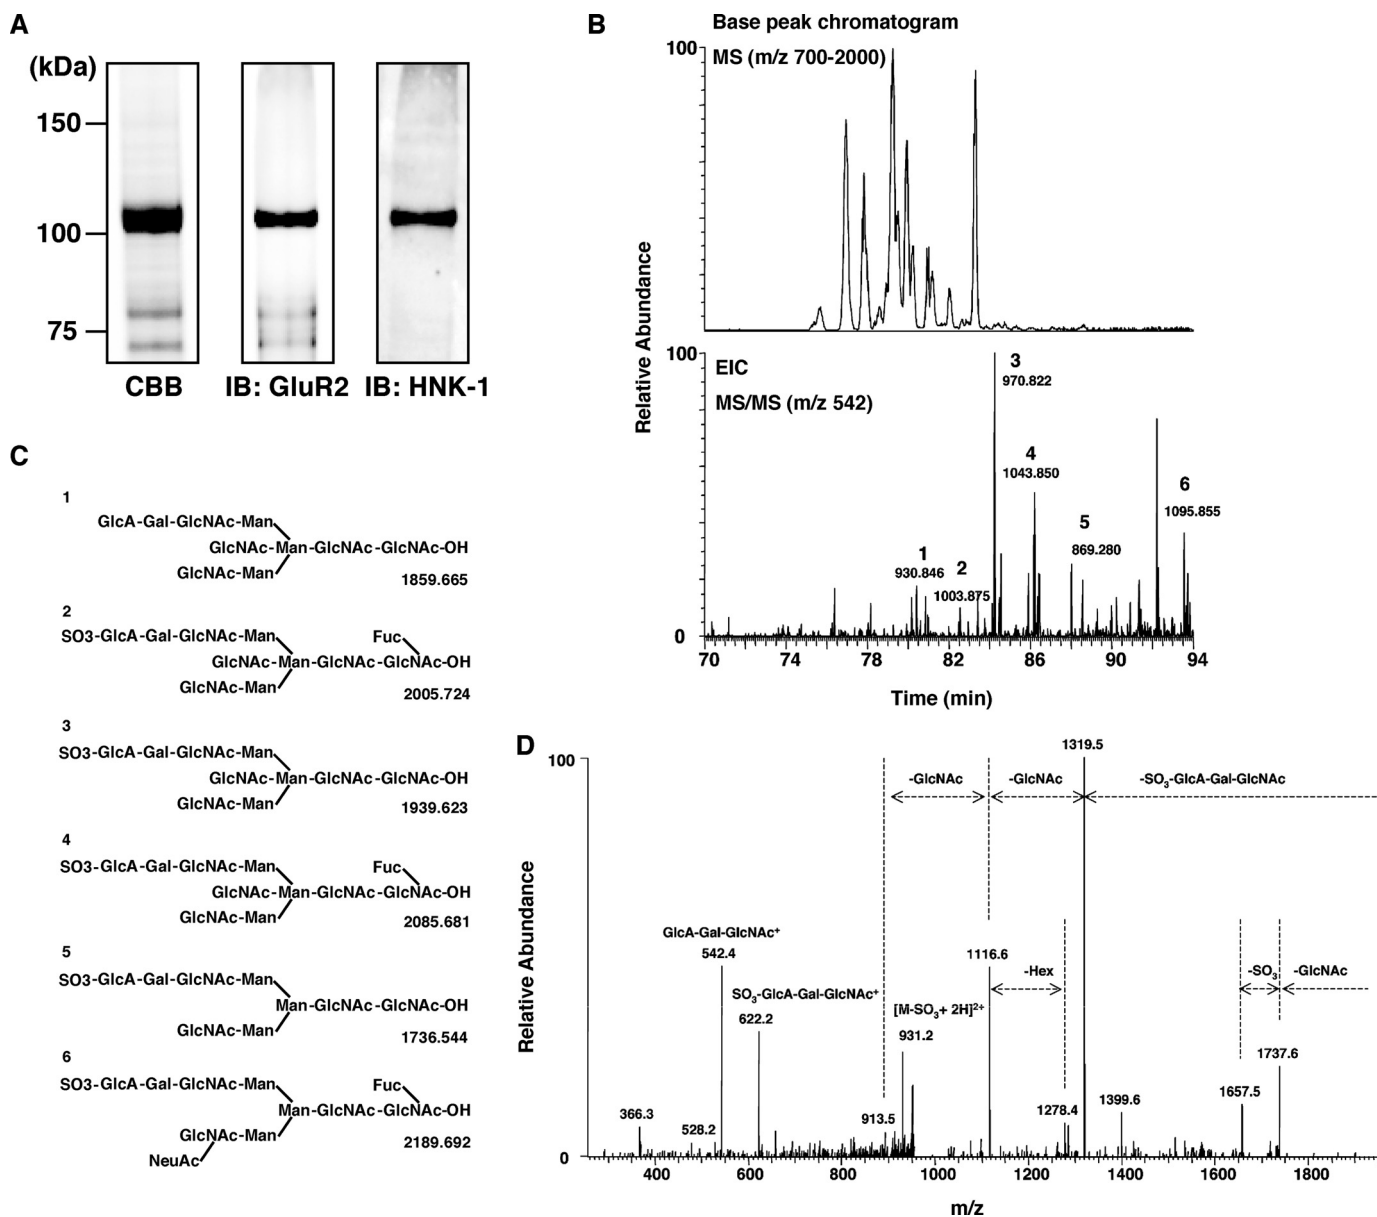 A
(kDa)
150
100
75
CBB
IB: GluR2
IB: HNK-1
B
Base peak chromatogram
100
MS (m/z 700-2000)
Relative Abundance
100
EIC
MS/MS (m/z 542)
3
970.822
4
1043.850
5
869.280
6
1095.855
1
930.846
2
1003.875
0
70 74 78 82 86 90 94
Time (min)
C
1
GlcA-Gal-GlcNAc-Man
GlcNAc-Man-GlcNAc-GlcNAc-OH
GlcNAc-Man
1859.665
2
SO3-GlcA-Gal-GlcNAc-Man
Fuc
GlcNAc-Man-GlcNAc-GlcNAc-OH
GlcNAc-Man
2005.724
3
SO3-GlcA-Gal-GlcNAc-Man
GlcNAc-Man-GlcNAc-GlcNAc-OH
GlcNAc-Man
1939.623
4
SO3-GlcA-Gal-GlcNAc-Man
Fuc
GlcNAc-Man-GlcNAc-GlcNAc-OH
GlcNAc-Man
2085.681
5
SO3-GlcA-Gal-GlcNAc-Man
Man-GlcNAc-GlcNAc-OH
GlcNAc-Man
1736.544
6
SO3-GlcA-Gal-GlcNAc-Man
Fuc
Man-GlcNAc-GlcNAc-OH
GlcNAc-Man
NeuAc
2189.692
D
100
Relative Abundance
0
1319.5
-GlcNAc
-GlcNAc
-SO₃-GlcA-Gal-GlcNAc
GlcA-Gal-GlcNAc⁺
542.4
SO₃-GlcA-Gal-GlcNAc⁺
622.2
[M-SO₃+ 2H]²⁺
931.2
1116.6
-Hex
-SO₃
-GlcNAc
366.3
528.2
913.5
1278.4
1399.6
1657.5
1737.6
400 600 800 1000 1200 1400 1600 1800
m/z